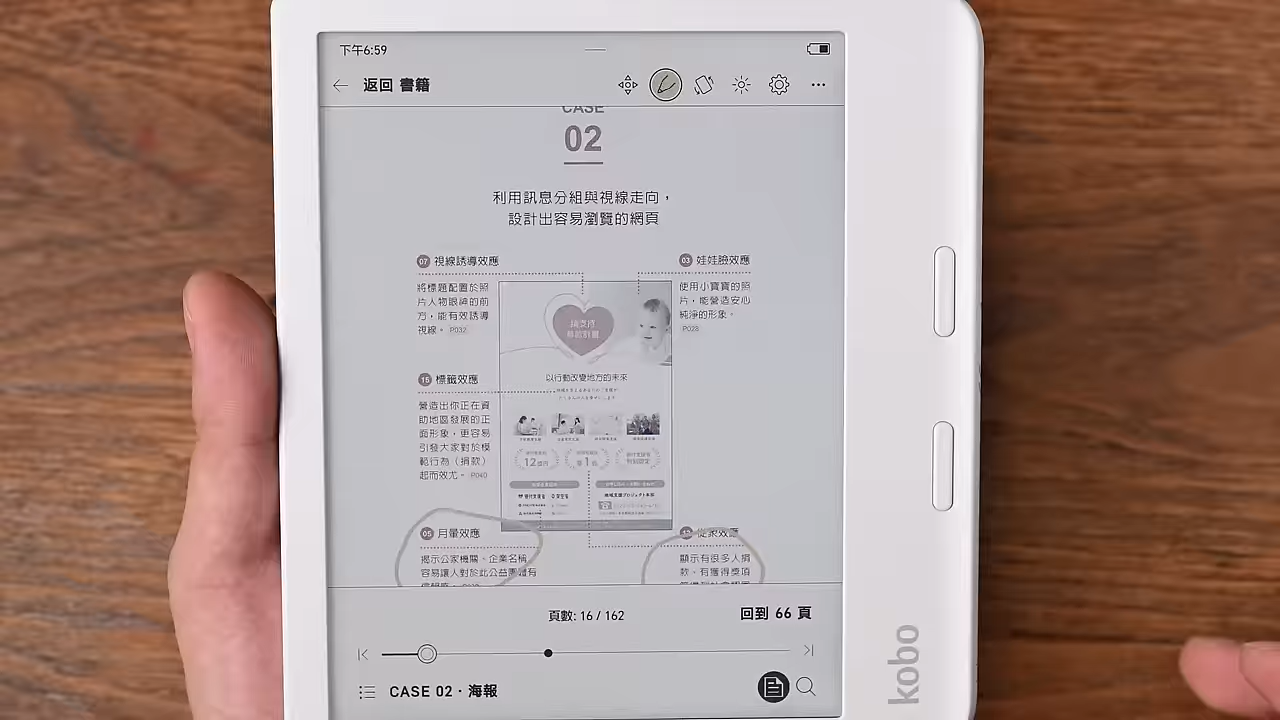 下午6:59
返回 書籍
CASE
02
利用訊息分組與視線走向，
設計出容易瀏覽的網頁
07 視線誘導效應
將標題配置於照
片人物眼神的前
方，能有效誘導
視線。 P032
03 娃娃臉效應
使用小寶寶的照
片，能營造安心
純淨的形象。
P028
以行動改變地方的未來
15 標籤效應
營造出你正在資
助地區發展的正
面形象，更容易
引發大家對於模
範行為（捐款）
起而效尤。 P040
05 月暈效應
揭示公家機關、企業名稱，
容易讓人對於此公益團體有
從眾效應
顯示有很多人捐
款、有獲得獎項
頁數: 16 / 162
回到 66 頁
CASE 02 · 海報
kobo